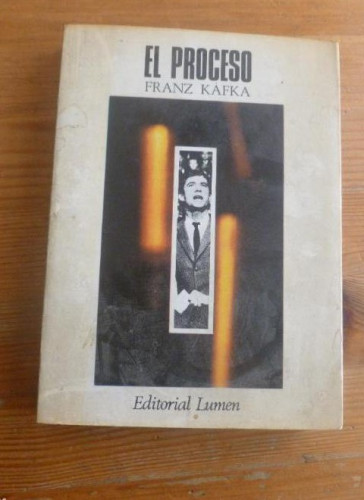 EL PROCESO
FRANZ KAFKA
Editorial Lumen